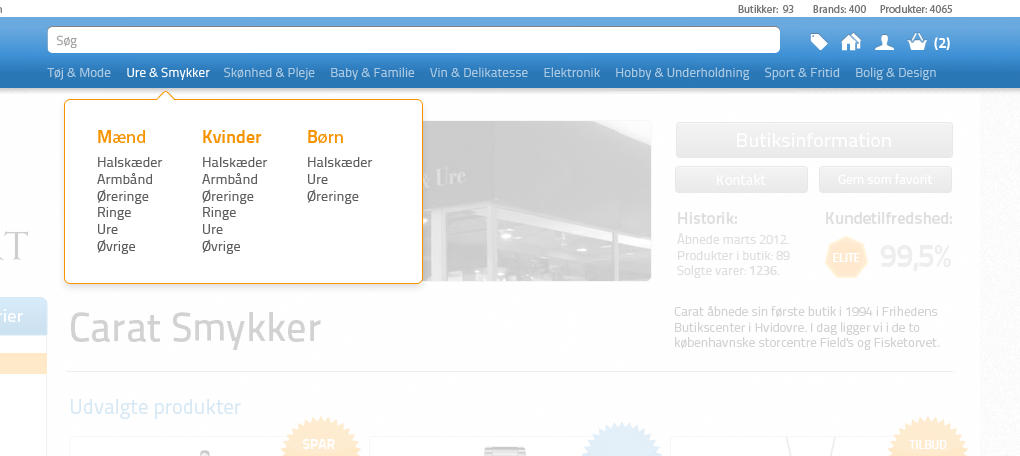 Butikker: 93 Brands: 400 Produkter: 4065
Søg
(2)
Tøj & Mode Ure & Smykker Skønhed & Pleje Baby & Familie Vin & Delikatesse Elektronik Hobby & Underholdning Sport & Fritid Bolig & Design
Mænd
Halskæder
Armbånd
Øreringe
Ringe
Ure
Øvrige
Kvinder
Halskæder
Armbånd
Øreringe
Ringe
Ure
Øvrige
Børn
Halskæder
Ure
Øreringe
& Ure
Butiksinformation
Kontakt Gem som favorit
Historik:
Åbnede marts 2012.
Produkter i butik: 89
Solgte varer: 1236.
Kundetilfredshed:
ELITE 99,5%
RT
rier
Carat Smykker
Carat åbnede sin første butik i 1994 i Frihedens
Butikscenter i Hvidovre. I dag ligger vi i de to
københavnske storcentre Field's og Fisketorvet.
Udvalgte produkter
SPAR
TILBUD